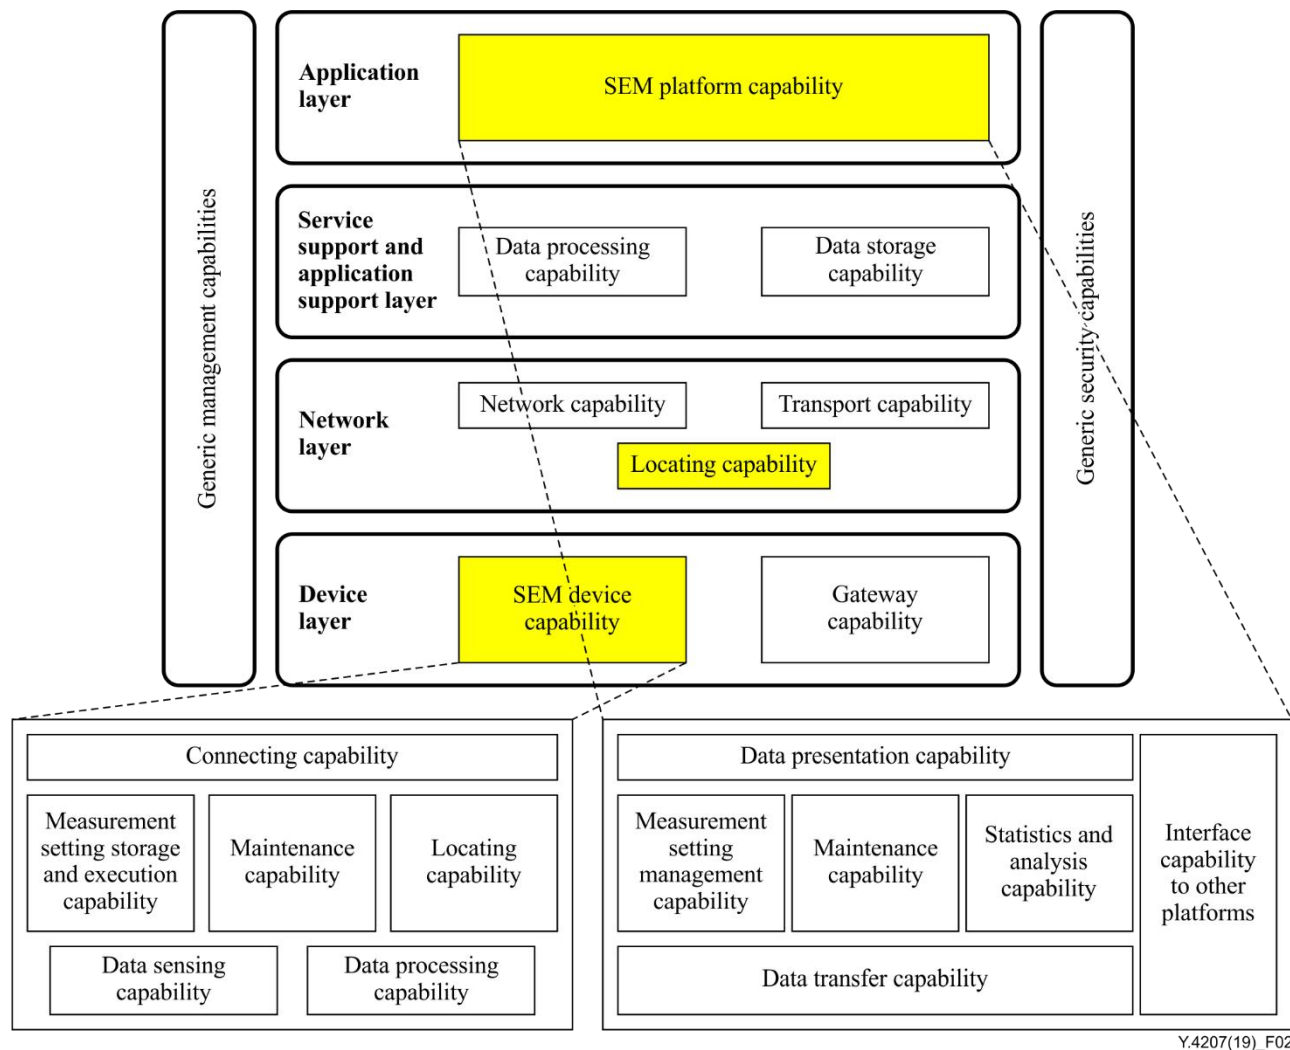 Generic management capabilities
Application
layer
SEM platform capability
Service
support and
application
support layer
Data processing
capability
Data storage
capability
Network
layer
Network capability
Transport capability
Locating capability
Device
layer
SEM device
capability
Gateway
capability
Generic security capabilities
Connecting capability
Measurement
setting storage
and execution
capability
Maintenance
capability
Locating
capability
Data sensing
capability
Data processing
capability
Data presentation capability
Measurement
setting
management
capability
Maintenance
capability
Statistics and
analysis
capability
Interface
capability
to other
platforms
Data transfer capability
Y.4207(19)_F02